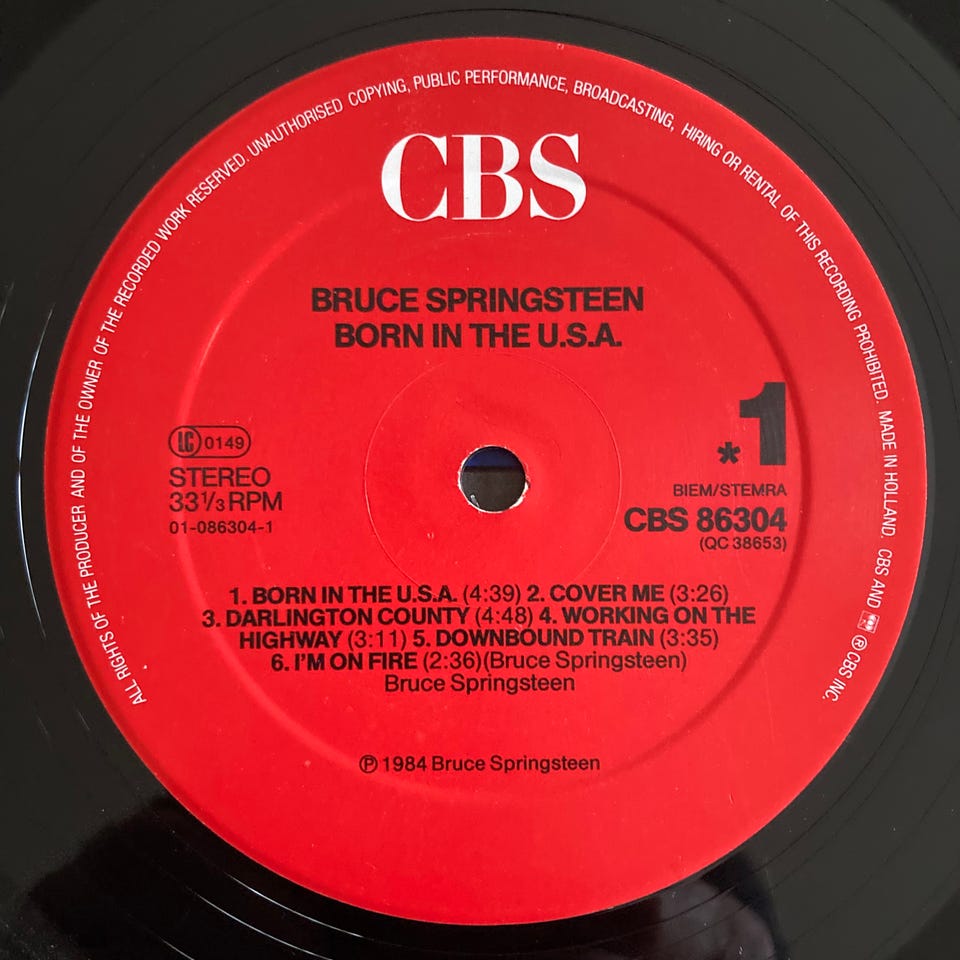 ALL RIGHTS OF THE PRODUCER AND OF THE OWNER OF THE RECORDED WORK RESERVED. UNAUTHORISED COPYING, PUBLIC PERFORMANCE, BROADCASTING, HIRING OR RENTAL OF THIS RECORDING PROHIBITED. MADE IN HOLLAND. CBS AND ® CBS INC.
CBS
BRUCE SPRINGSTEEN
BORN IN THE U.S.A.
LC 0149
STEREO
33 1/3 RPM
01-086304-1
*1
BIEM/STEMRA
CBS 86304
(QC 38653)
1. BORN IN THE U.S.A. (4:39) 2. COVER ME (3:26)
3. DARLINGTON COUNTY (4:48) 4. WORKING ON THE
HIGHWAY (3:11) 5. DOWNBOUND TRAIN (3:35)
6. I'M ON FIRE (2:36)(Bruce Springsteen)
Bruce Springsteen
℗ 1984 Bruce Springsteen